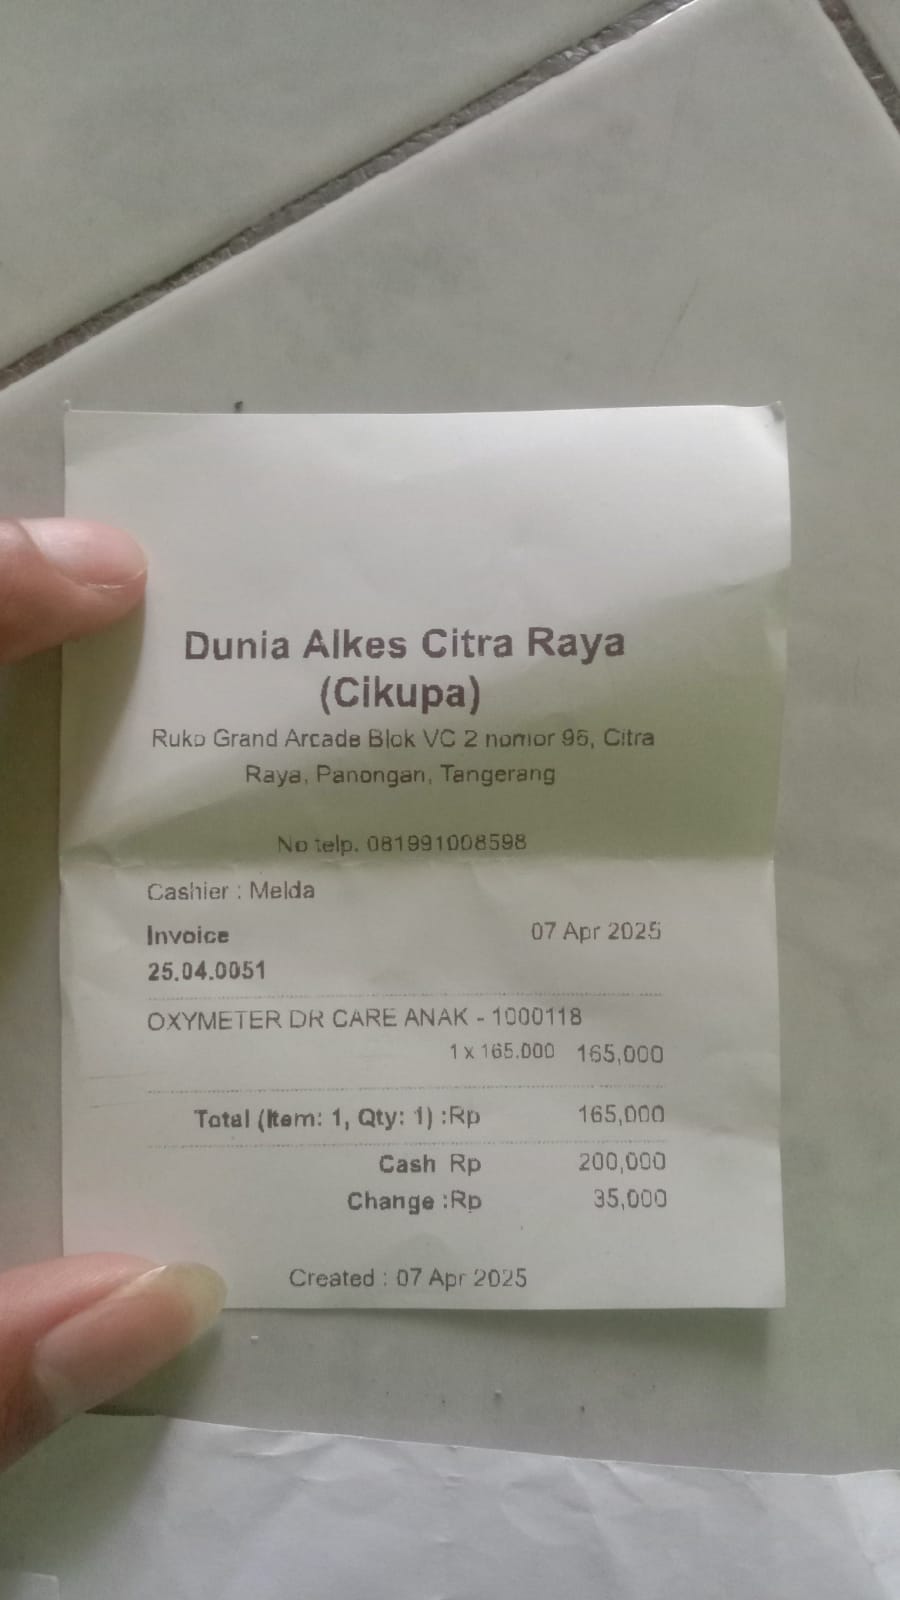 Dunia Alkes Citra Raya
(Cikupa)
Ruko Grand Arcade Blok VC 2 nomor 96, Citra
Raya, Panongan, Tangerang
No telp. 081991008598
Cashier : Melda
Invoice 07 Apr 2025
25.04.0051
OXYMETER DR CARE ANAK - 1000118
1 x 165.000 165,000
Total (Item: 1, Qty: 1) :Rp 165,000
Cash Rp 200,000
Change :Rp 35,000
Created : 07 Apr 2025